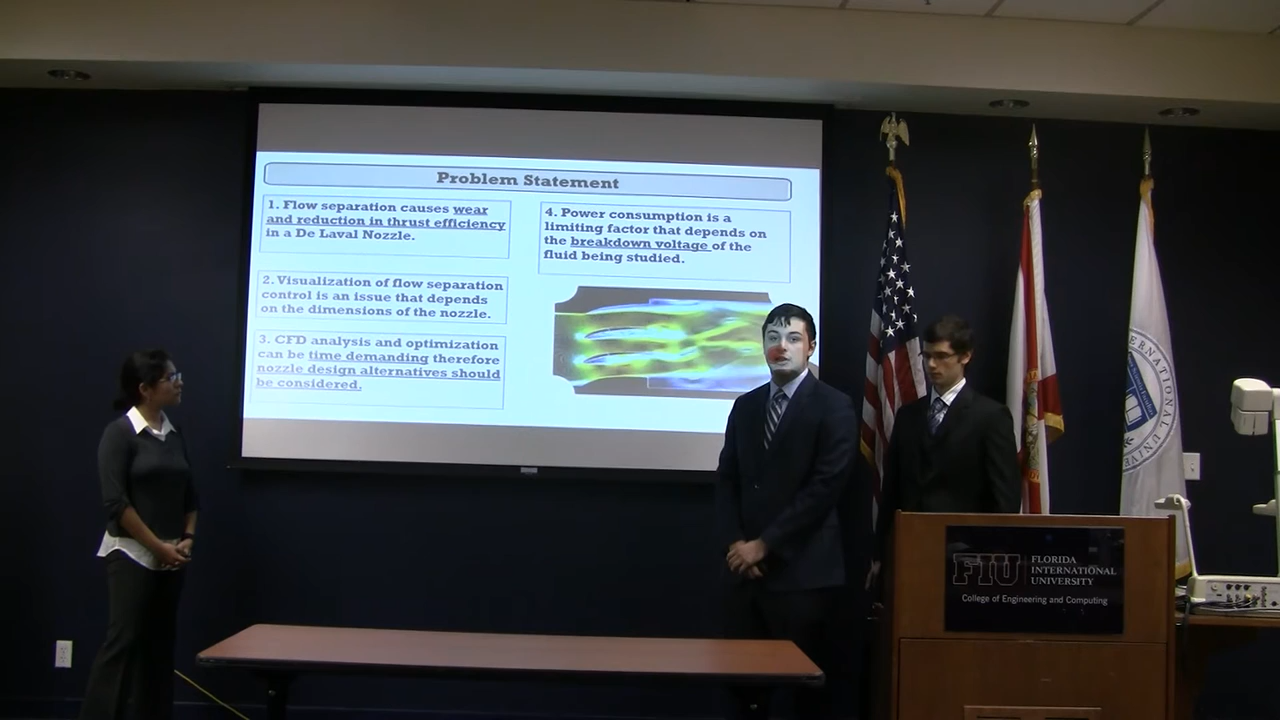 Problem Statement
1. Flow separation causes wear
and reduction in thrust efficiency
in a De Laval Nozzle.
2. Visualization of flow separation
control is an issue that depends
on the dimensions of the nozzle.
3. CFD analysis and optimization
can be time demanding therefore
nozzle design alternatives should
be considered.
4. Power consumption is a
limiting factor that depends on
the breakdown voltage of the
fluid being studied.
FIU
FLORIDA
INTERNATIONAL
UNIVERSITY
College of Engineering and Computing